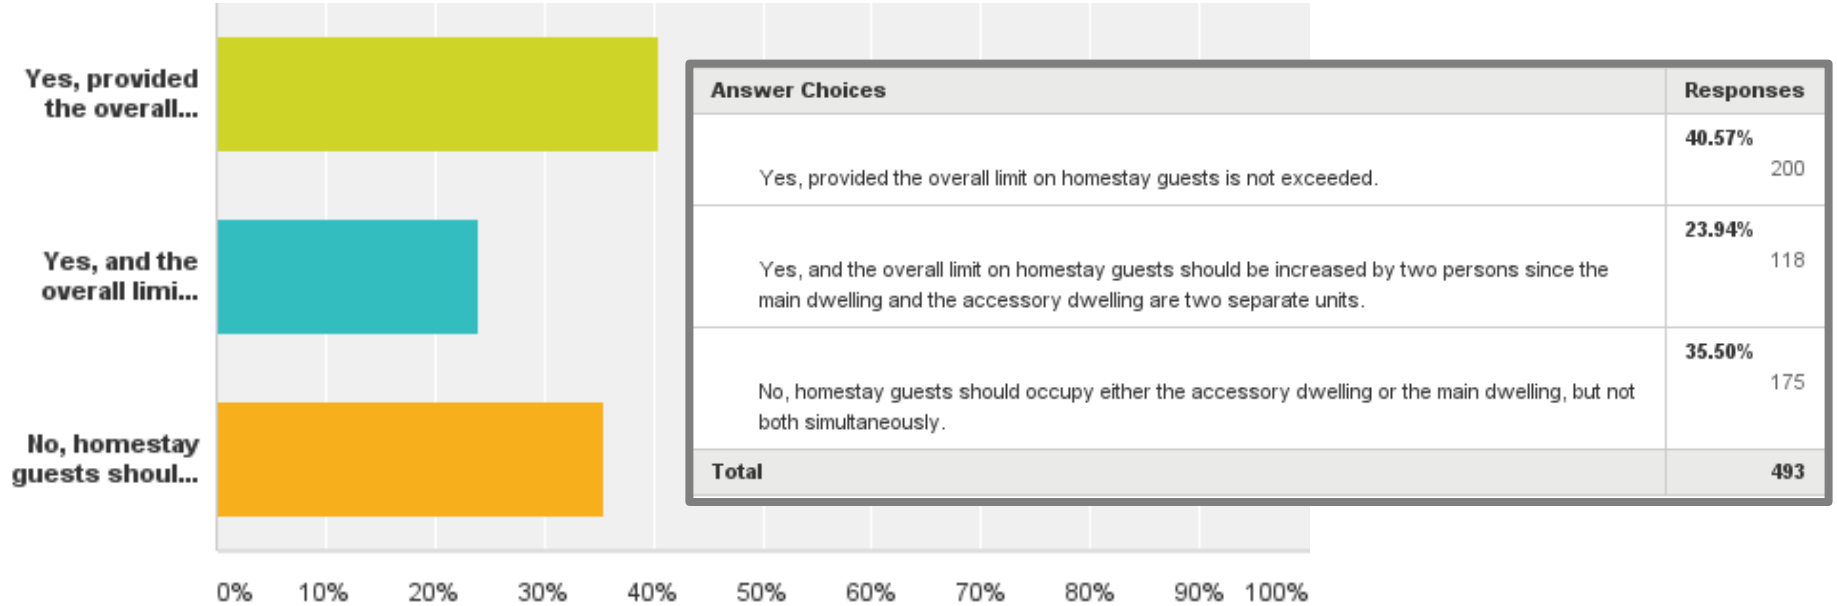 Yes, provided
the overall...
Yes, and the
overall limi...
No, homestay
guests shoul...
0% 10% 20% 30% 40% 50% 60% 70% 80% 90% 100%
Answer Choices Responses
40.57%
Yes, provided the overall limit on homestay guests is not exceeded. 200
23.94%
118
Yes, and the overall limit on homestay guests should be increased by two persons since the
main dwelling and the accessory dwelling are two separate units.
35.50%
175
No, homestay guests should occupy either the accessory dwelling or the main dwelling, but not
both simultaneously.
Total 493